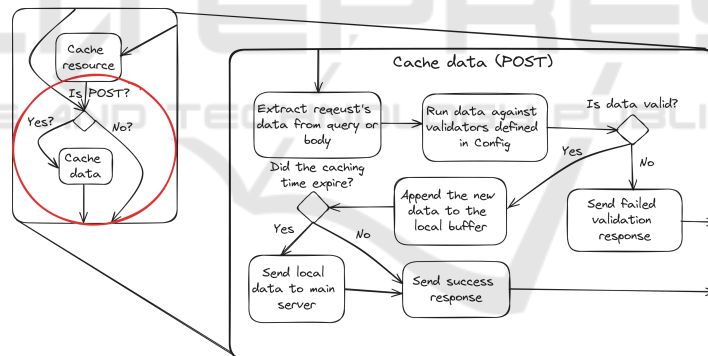 Cache
resource
Is POST?
Yes?
No?
Cache
data
Cache data (POST)
Extract reqeust's
data from query or
body
Run data against
validators defined
in Config
Is data valid?
Yes
No
Did the caching
time expire?
Append the new
data to the
local buffer
Send failed
validation
response
Yes
No
Send local
data to main
server
Send success
response